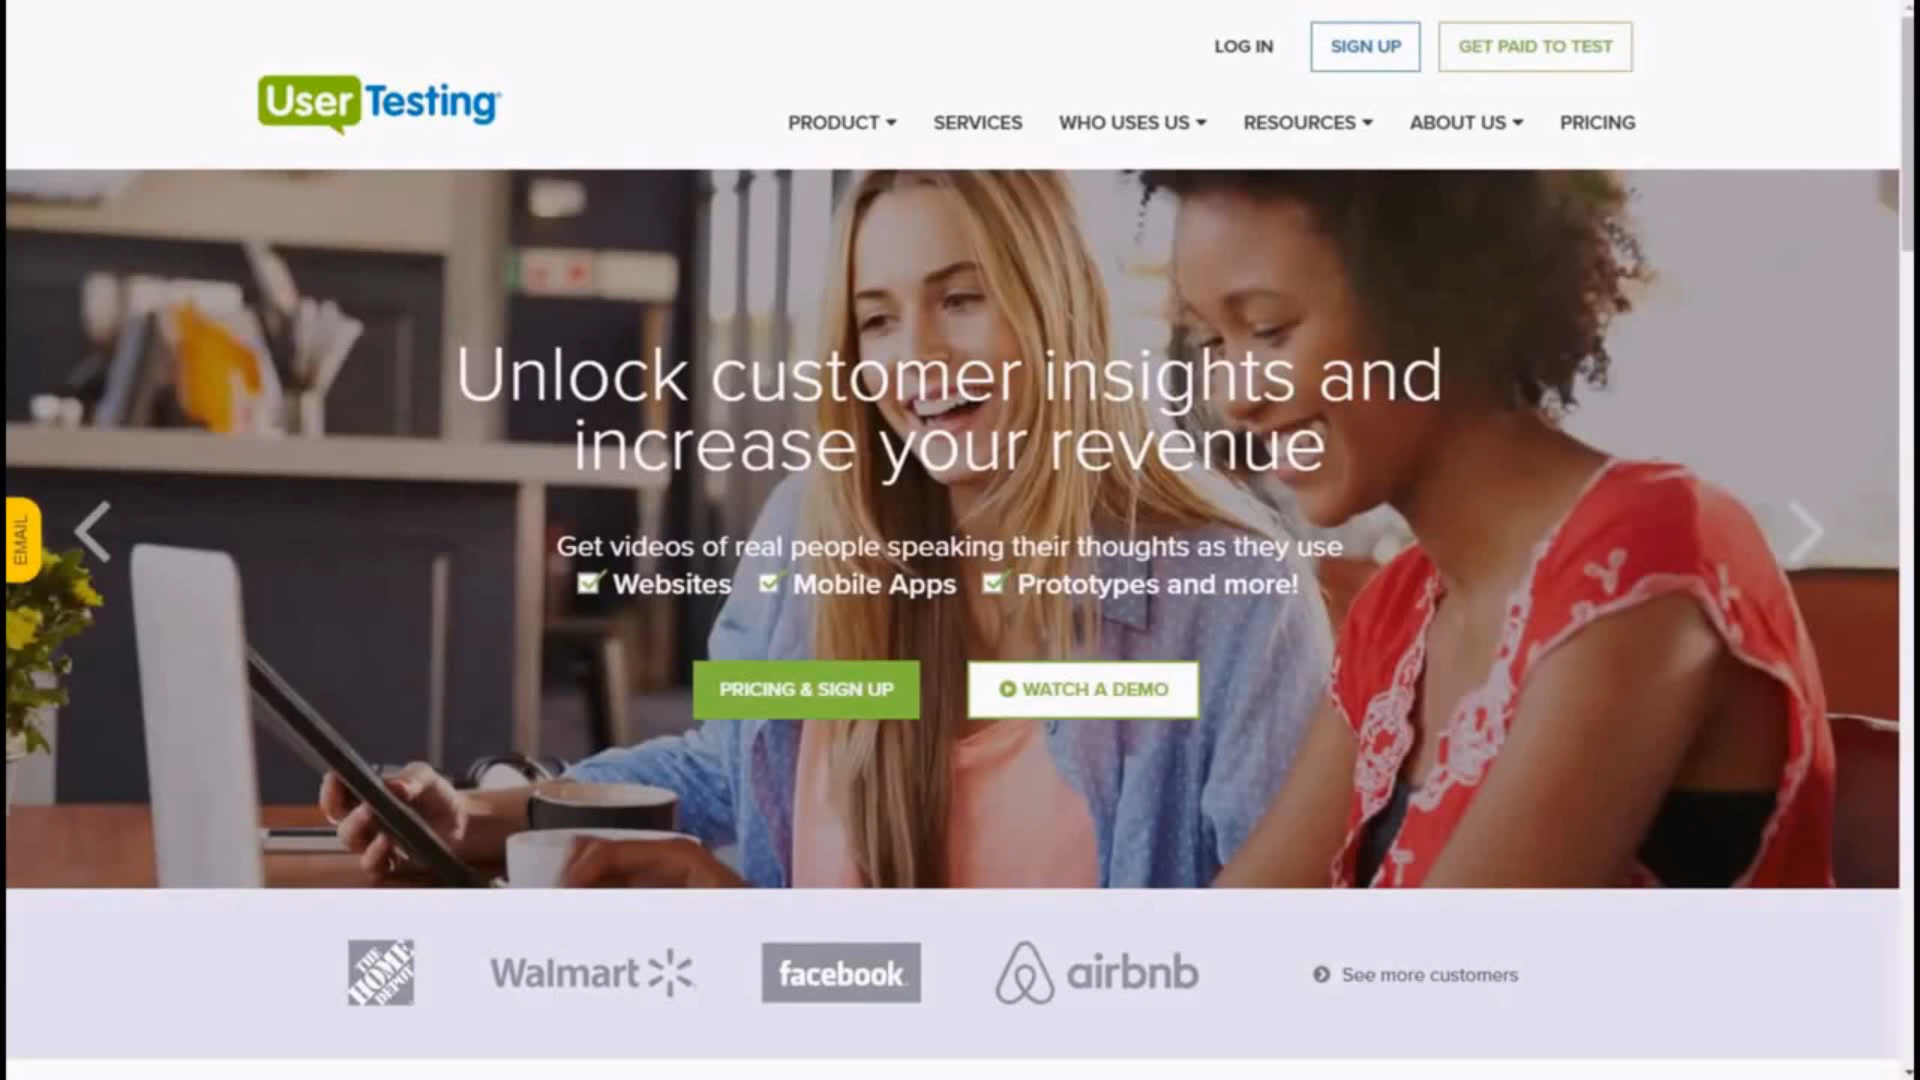 LOG IN
SIGN UP
GET PAID TO TEST
User Testing
PRODUCT
SERVICES
WHO USES US
RESOURCES
ABOUT US
PRICING
Unlock customer insights and
increase your revenue
EMAIL
Get videos of real people speaking their thoughts as they use
Websites Mobile Apps Prototypes and more!
PRICING & SIGN UP
WATCH A DEMO
THE HOME DEPOT
Walmart
facebook
airbnb
See more customers